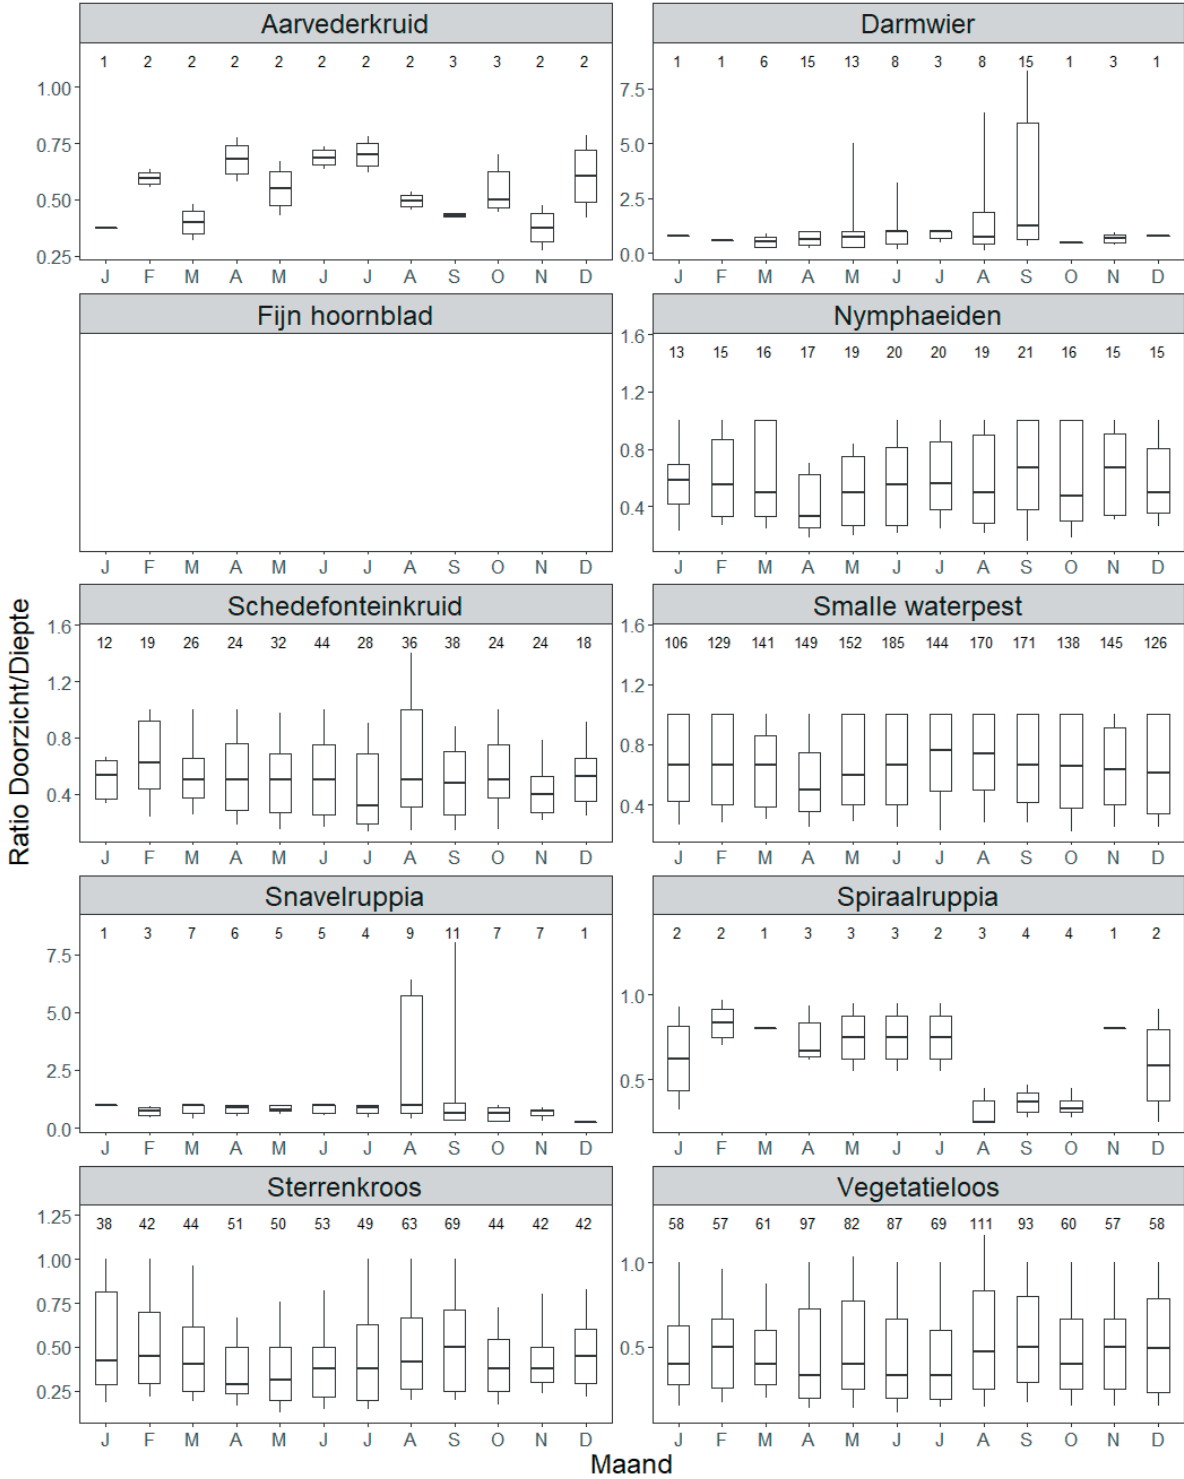 Aarvederkruid
1 2 2 2 2 2 2 2 3 3 2 2
1.00
0.75
0.50
0.25
J F M A M J J A S O N D
Darmwier
1 1 6 15 13 8 3 8 15 1 3 1
7.5
5.0
2.5
0.0
J F M A M J J A S O N D
Fijn hoornblad
J F M A M J J A S O N D
Nymphaeiden
1.6
13 15 16 17 19 20 20 19 21 16 15 15
1.2
0.8
0.4
J F M A M J J A S O N D
Ratio Doorzicht/Diepte
Schedefonteinkruid
1.6
12 19 26 24 32 44 28 36 38 24 24 18
1.2
0.8
0.4
J F M A M J J A S O N D
Smalle waterpest
1.6
106 129 141 149 152 185 144 170 171 138 145 126
1.2
0.8
0.4
J F M A M J J A S O N D
Snavelruppia
1 3 7 6 5 5 4 9 11 7 7 1
7.5
5.0
2.5
0.0
J F M A M J J A S O N D
Spiraalruppia
2 2 1 3 3 3 2 3 4 4 1 2
1.0
0.5
J F M A M J J A S O N D
Sterrenkroos
1.25
38 42 44 51 50 53 49 63 69 44 42 42
1.00
0.75
0.50
0.25
J F M A M J J A S O N D
Vegetatieloos
58 57 61 97 82 87 69 111 93 60 57 58
1.0
0.5
J F M A M J J A S O N D
Maand